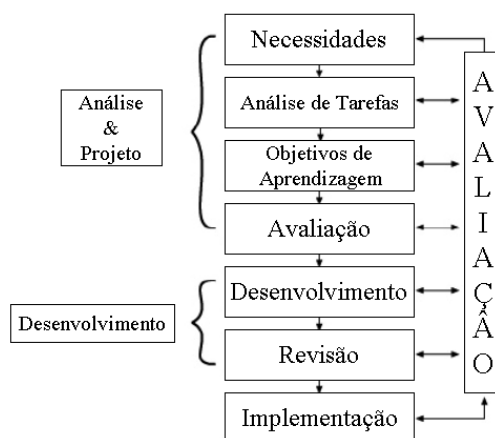 Necessidades
Análise de Tarefas
Objetivos de
Aprendizagem
Avaliação
Desenvolvimento
Revisão
Implementação
Análise
&
Projeto
Desenvolvimento
A
V
A
L
I
A
Ç
Ã
O